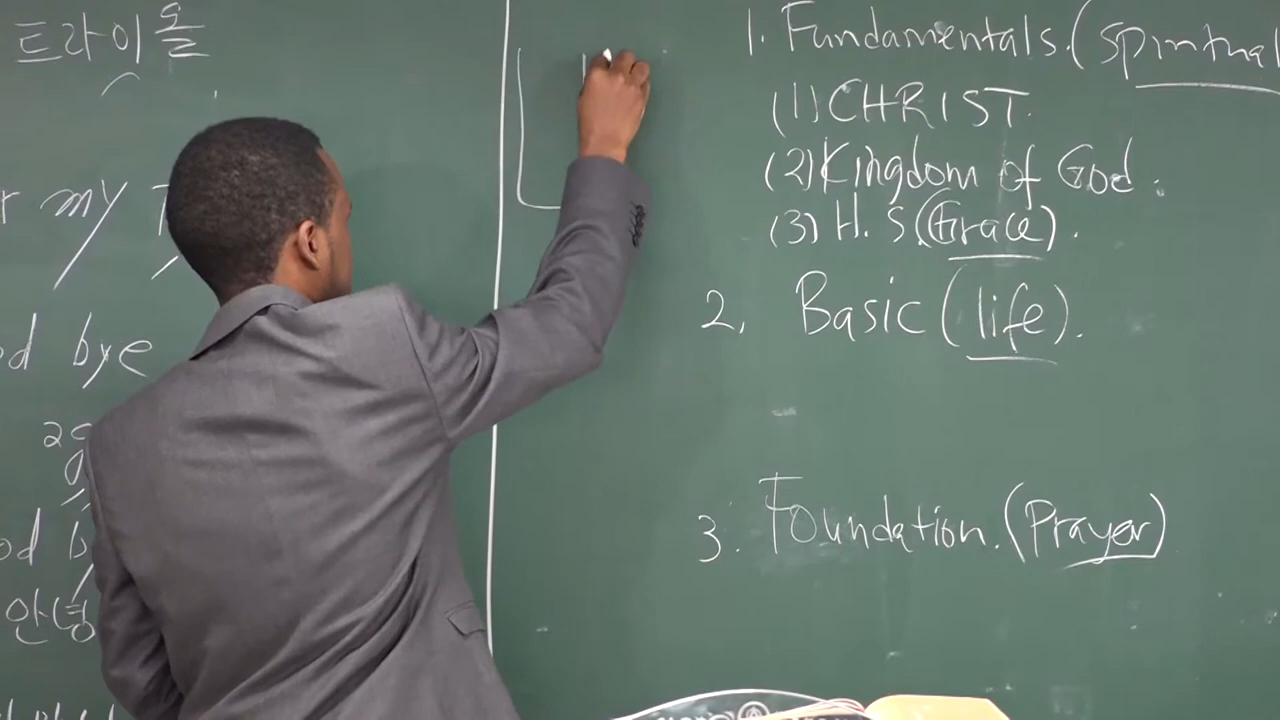 트라이을
my
bye
안녕
1. Fundamentals. (Spiritual
(1) CHRIST.
(2) Kingdom of God.
(3) H. S. (Grace).
2. Basic (life).
3. Foundation. (Prayer)